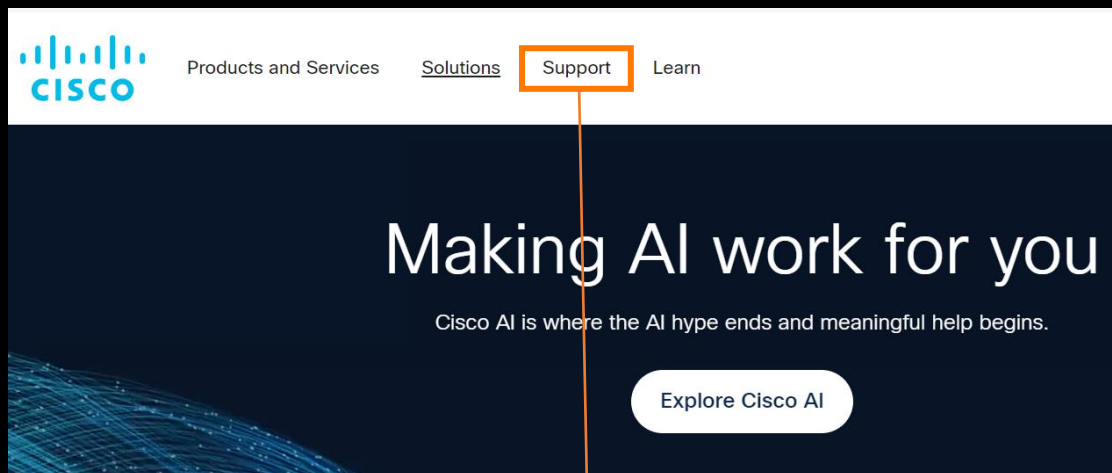 CISCO
Products and Services Solutions Support Learn
Making AI work for you
Cisco AI is where the AI hype ends and meaningful help begins.
Explore Cisco AI